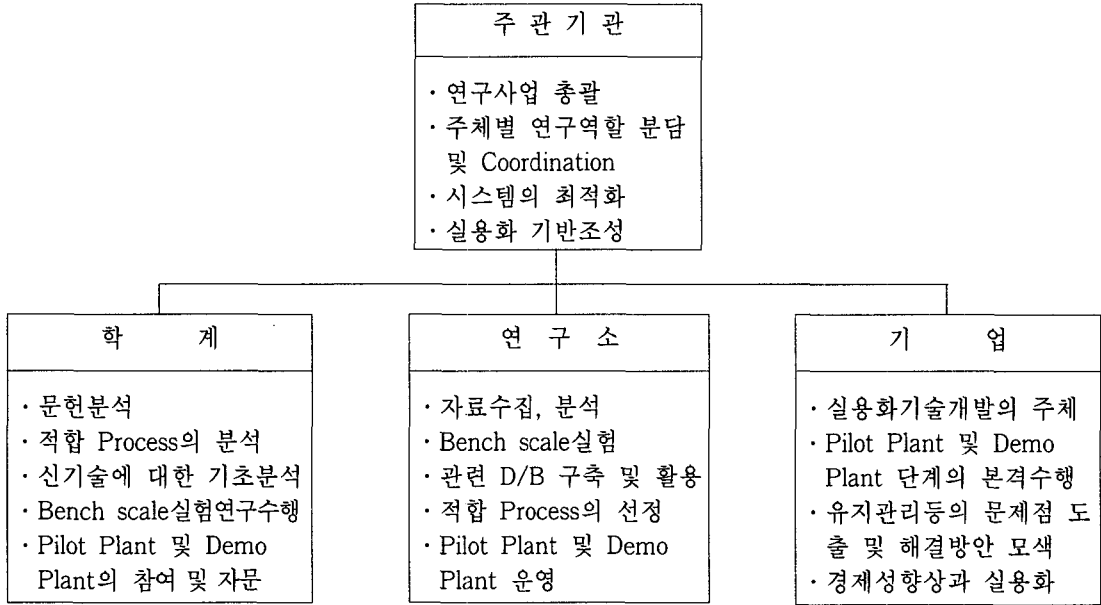 주 관 기 관
· 연구사업 총괄
· 주체별 연구역할 분담
및 Coordination
· 시스템의 최적화
· 실용화 기반조성
학 계
· 문헌분석
· 적합 Process의 분석
· 신기술에 대한 기초분석
· Bench scale실험연구수행
· Pilot Plant 및 Demo
Plant의 참여 및 자문
연 구 소
· 자료수집, 분석
· Bench scale실험
· 관련 D/B 구축 및 활용
· 적합 Process의 선정
· Pilot Plant 및 Demo
Plant 운영
기 업
· 실용화기술개발의 주체
· Pilot Plant 및 Demo
Plant 단계의 본격수행
· 유지관리등의 문제점 도
출 및 해결방안 모색
· 경제성향상과 실용화